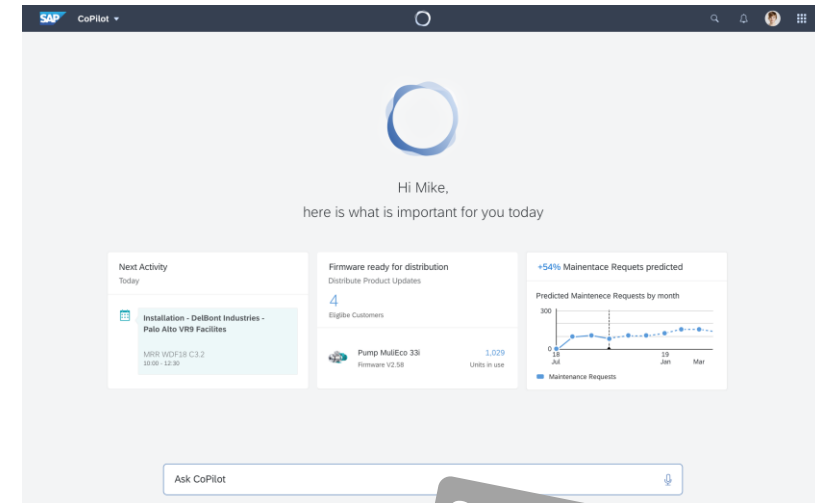 SAP CoPilot
Hi Mike,
here is what is important for you today
Next Activity
Today
Installation - DelBont Industries -
Palo Alto VR9 Facilites
MRR WDF18 C3.2
10:00 - 12:30
Firmware ready for distribution
Distribute Product Updates
4
Eliglibe Customers
Pump MuliEco 33i 1,029
Firmware V2.58 Units in use
+54% Mainentace Requets predicted
Predicted Maintenece Requests by month
300
0
18 19
Jul Jan Mar
Maintenance Requests
Ask CoPilot